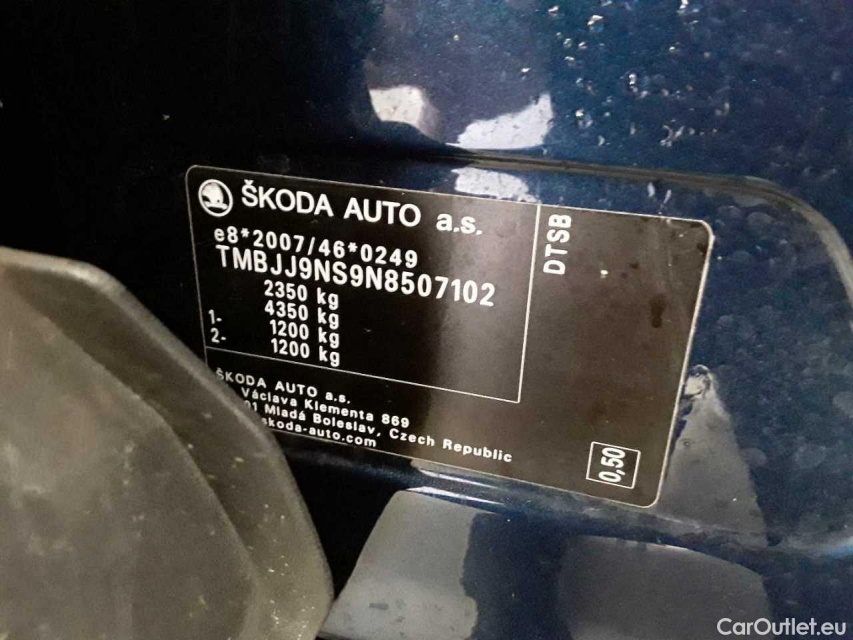 ŠKODA AUTO a.s.
e8*2007/46*0249
TMBJJ9NS9N8507102
2350 kg
4350 kg
1- 1200 kg
2- 1200 kg
DTSB
ŠKODA AUTO a.s.
Václava Klementa 869
01 Mladá Boleslav, Czech Republic
skoda-auto.com
0,50
CarOutlet.eu